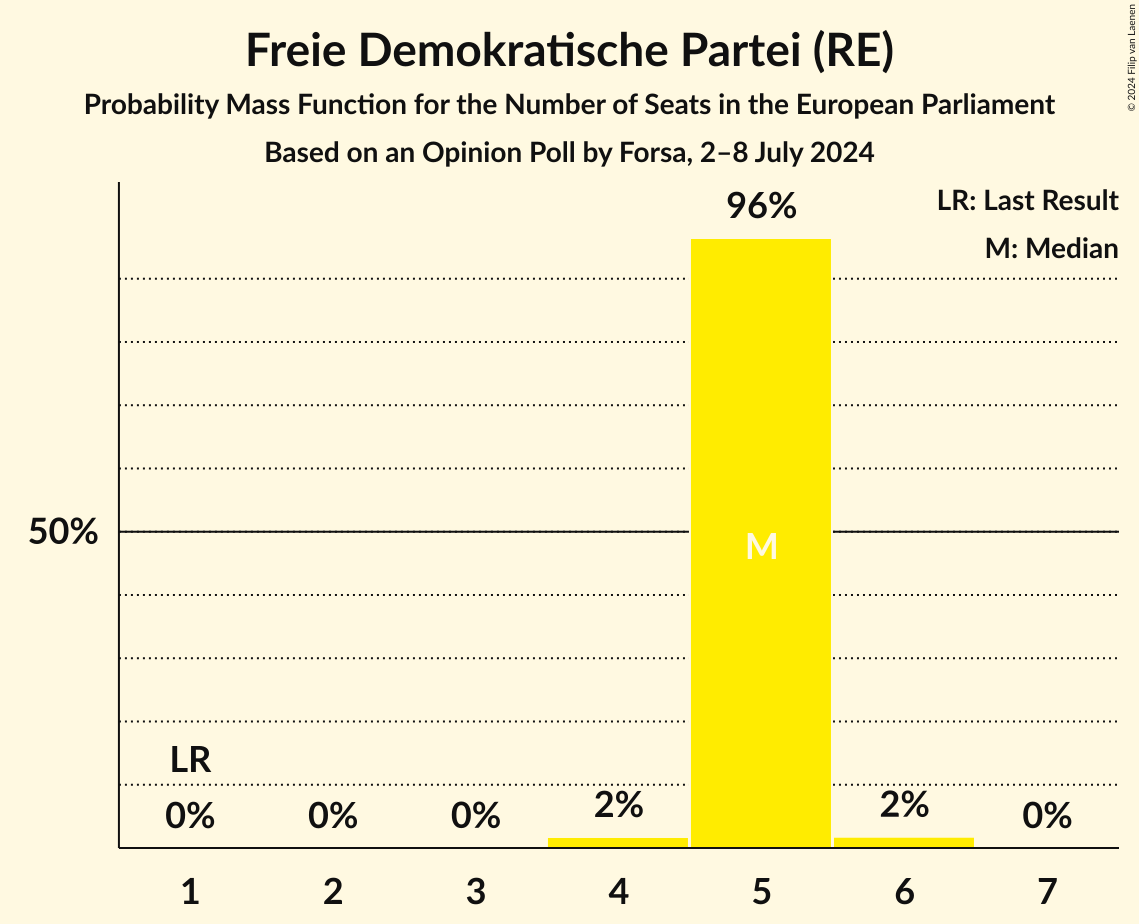 Freie Demokratische Partei (RE)
Probability Mass Function for the Number of Seats in the European Parliament
Based on an Opinion Poll by Forsa, 2–8 July 2024
© 2024 Filip van Laenen
LR: Last Result
M: Median
96%
50%
M
LR
0%
0%
0%
2%
2%
0%
1
2
3
4
5
6
7